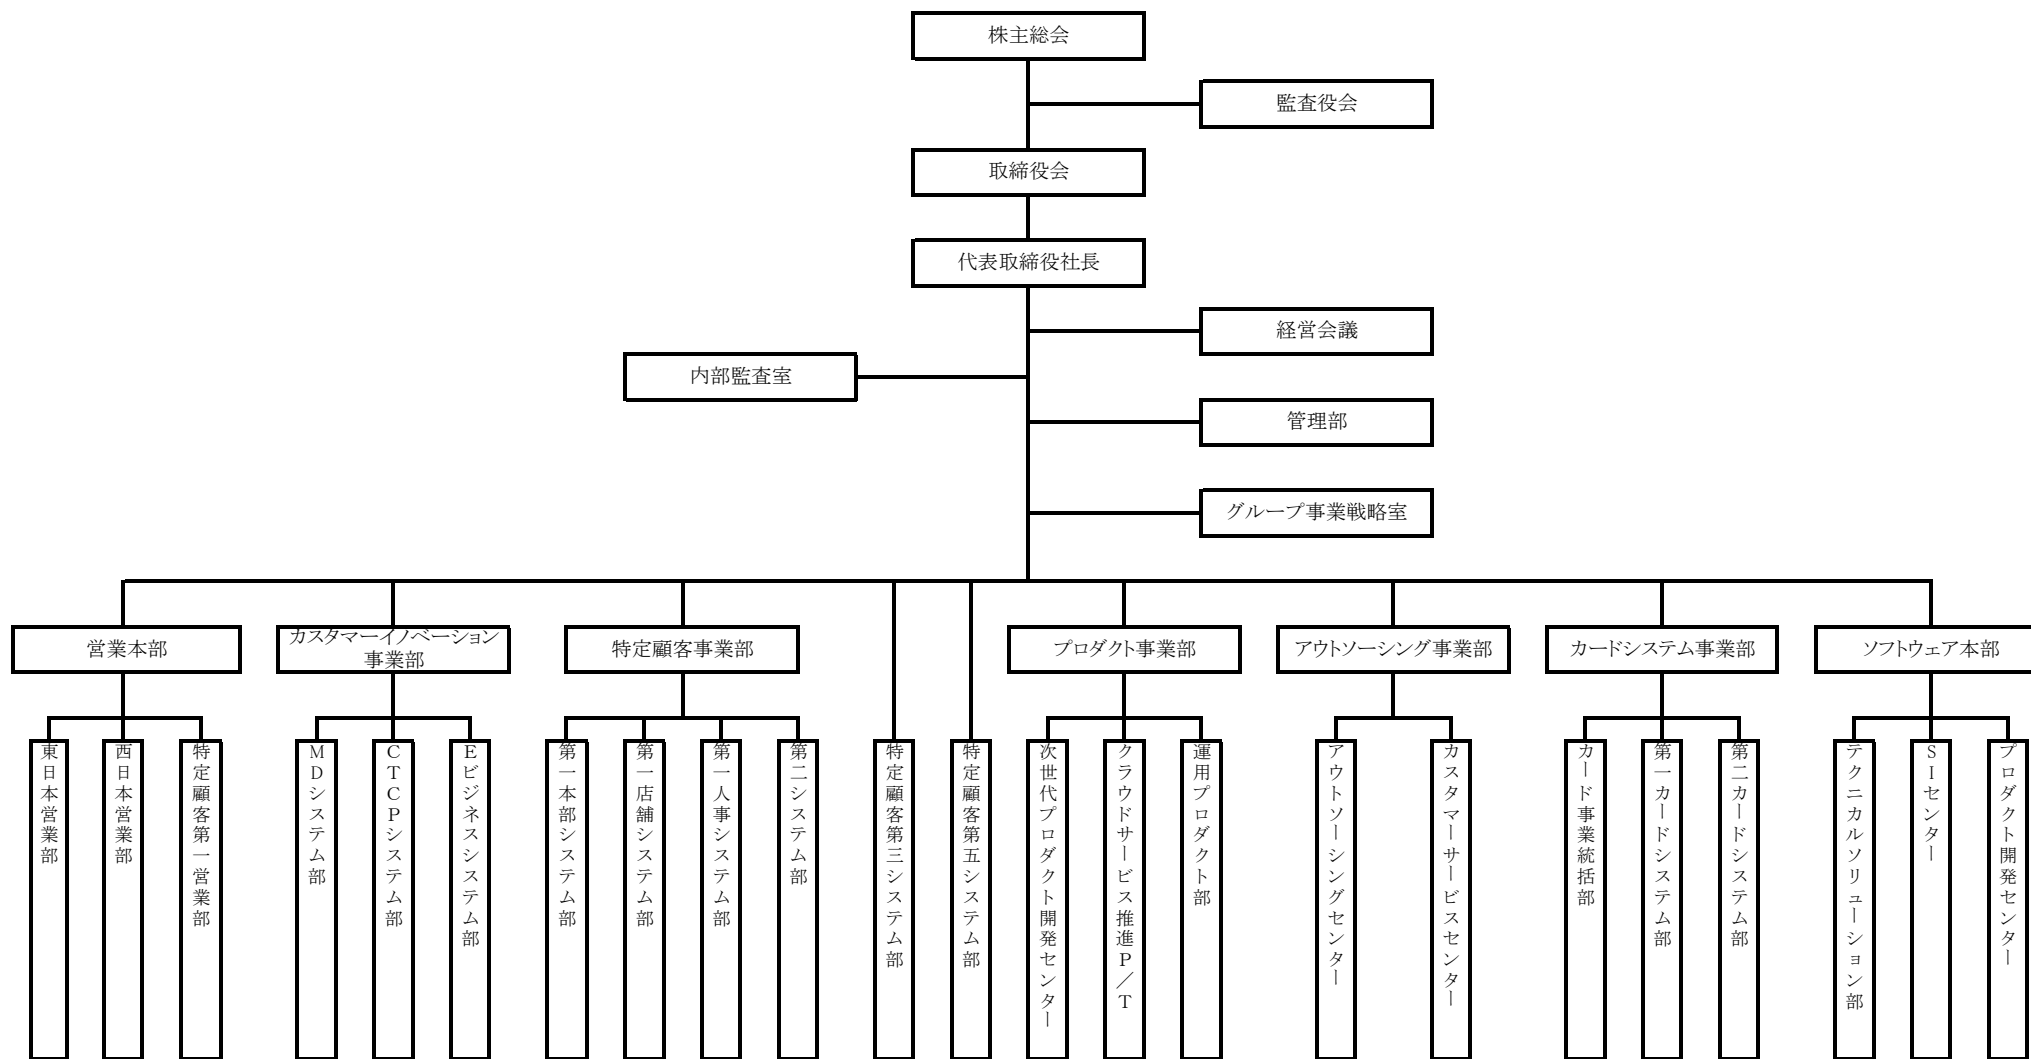 株主総会
監査役会
取締役会
代表取締役社長
経営会議
内部監査室
管理部
グループ事業戦略室
営業本部
カスタマーイノベーション
事業部
特定顧客事業部
プロダクト事業部
アウトソーシング事業部
カードシステム事業部
ソフトウェア本部
東日本営業部
西日本営業部
特定顧客第一営業部
MDシステム部
CTCPシステム部
Eビジネスシステム部
第一本部システム部
第一店舗システム部
第一人事システム部
第二システム部
特定顧客第三システム部
特定顧客第五システム部
次世代プロダクト開発センター
クラウドサービス推進P/T
運用プロダクト部
アウトソーシングセンター
カスタマーサービスセンター
カード事業統括部
第一カードシステム部
第二カードシステム部
テクニカルソリューション部
SIセンター
プロダクト開発センター